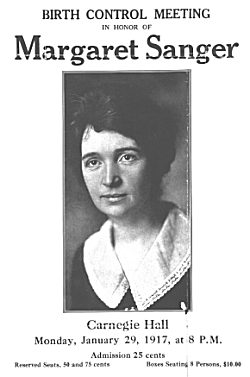 BIRTH CONTROL MEETING
IN HONOR OF
Margaret Sanger
Carnegie Hall
Monday, January 29, 1917, at 8 P.M.
Admission 25 cents
Reserved Seats, 50 and 75 cents Boxes Seating 8 Persons, $10.00